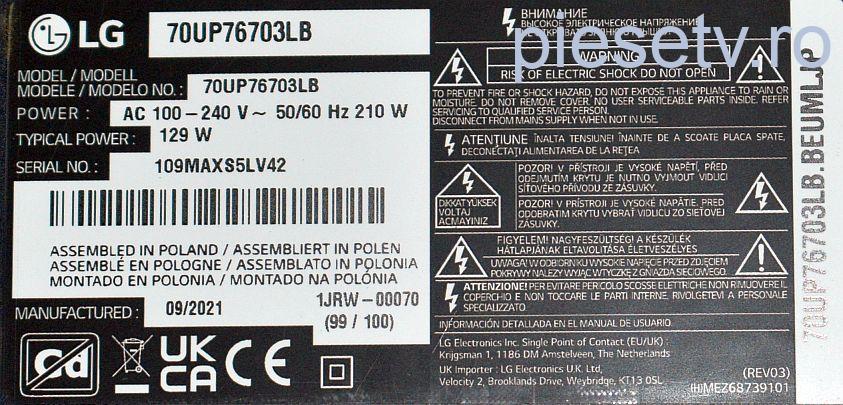 LG
70UP76703LB
MODEL / MODELL
MODELE / MODELO NO. : 70UP76703LB
POWER : AC 100 - 240 V ~ 50/60 Hz 210 W
TYPICAL POWER : 129 W
SERIAL NO. : 109MAXS5LV42
ASSEMBLED IN POLAND / ASSEMBLIERT IN POLEN
ASSEMBLÉ EN POLOGNE / ASSEMBLATO IN POLONIA
MONTADO EN POLONIA / MONTADO NA POLÓNIA
MANUFACTURED : 09/2021
1JRW-00070
(99 / 100)
Cd
UK
CA
CE
ВНИМАНИЕ
ВЫСОКОЕ ЭЛЕКТРИЧЕСКОЕ НАПРЯЖЕНИЕ
НЕ ОТКРЫВАТЬ
piesetv.ro
WARNING
RISK OF ELECTRIC SHOCK DO NOT OPEN
TO PREVENT FIRE OR SHOCK HAZARD, DO NOT EXPOSE THIS APPLIANCE TO RAIN OR
MOISTURE. DO NOT REMOVE COVER. NO USER SERVICEABLE PARTS INSIDE. REFER
SERVICING TO QUALIFIED SERVICE PERSON.
DISCONNECT FROM MAINS SUPPLY WHEN NOT IN USE.
ATENȚIUNE ÎNALTA TENSIUNE! ÎNAINTE DE A SCOATE PLACA SPATE,
DECONECTAȚI ALIMENTAREA DE LA REȚEA
POZOR! V PŘÍSTROJI JE VYSOKÉ NAPĚTÍ, PŘED
ODEJMUTÍM KRYTU JE NUTNO VYJMOUT VIDLICI
SÍŤOVÉHO PŘÍVODU ZE ZÁSUVKY.
DIKKAT YUKSEK
VOLTAJ
ACMAYINIZ
POZOR! V PRÍSTROJI JE VYSOKÉ NAPÄTIE. PRED
ODOBRATÍM KRYTU VYTIAHNITE VIDLICU ZO SIEŤOVEJ
ZÁSUVKY.
FIGYELEM! NAGYFESZÜLTSÉG! A KÉSZÜLÉK
HÁTLAPJÁNAK ELTÁVOLÍTÁSA ÉLETVESZÉLYES
UWAGA! W ODBIORNIKU WYSOKIE NAPIĘCIE. PRZED ZDJĘCIEM
POKRYWY NALEŻY WYJĄĆ WTYCZKĘ Z GNIAZDA SIECIOWEGO.
ATTENZIONE! PER EVITARE PERICOLO SCOSSE ELETTRICHE NON RIMUOVERE IL
COPERCHIO E NON TOCCARE LE PARTI INTERNE. RIVOLGETEVI A PERSONALE
SPECIALIZZATO
INFORMACIÓN DETALLADA EN EL MANUAL DE USUARIO.
LG Electronics Inc. Single Point of Contact (EU/UK) :
Krijgsman 1, 1186 DM Amstelveen, The Netherlands
UK Importer : LG Electronics U.K. Ltd,
Velocity 2, Brooklands Drive, Weybridge, KT13 0SL
(REV03)
(H)MEZ68739101
70UP76703LB.BEUMLJP